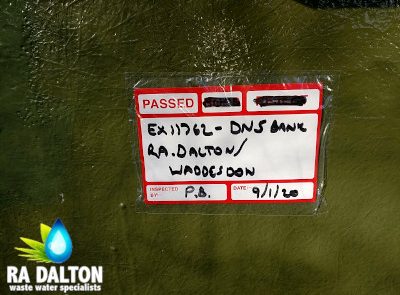 PASSED
EX11762- DNS BANK
RA.DALTON/
WADDESDON
INSPECTED BY:- P.B. DATE:- 9/1/20
RA DALTON
waste water specialists